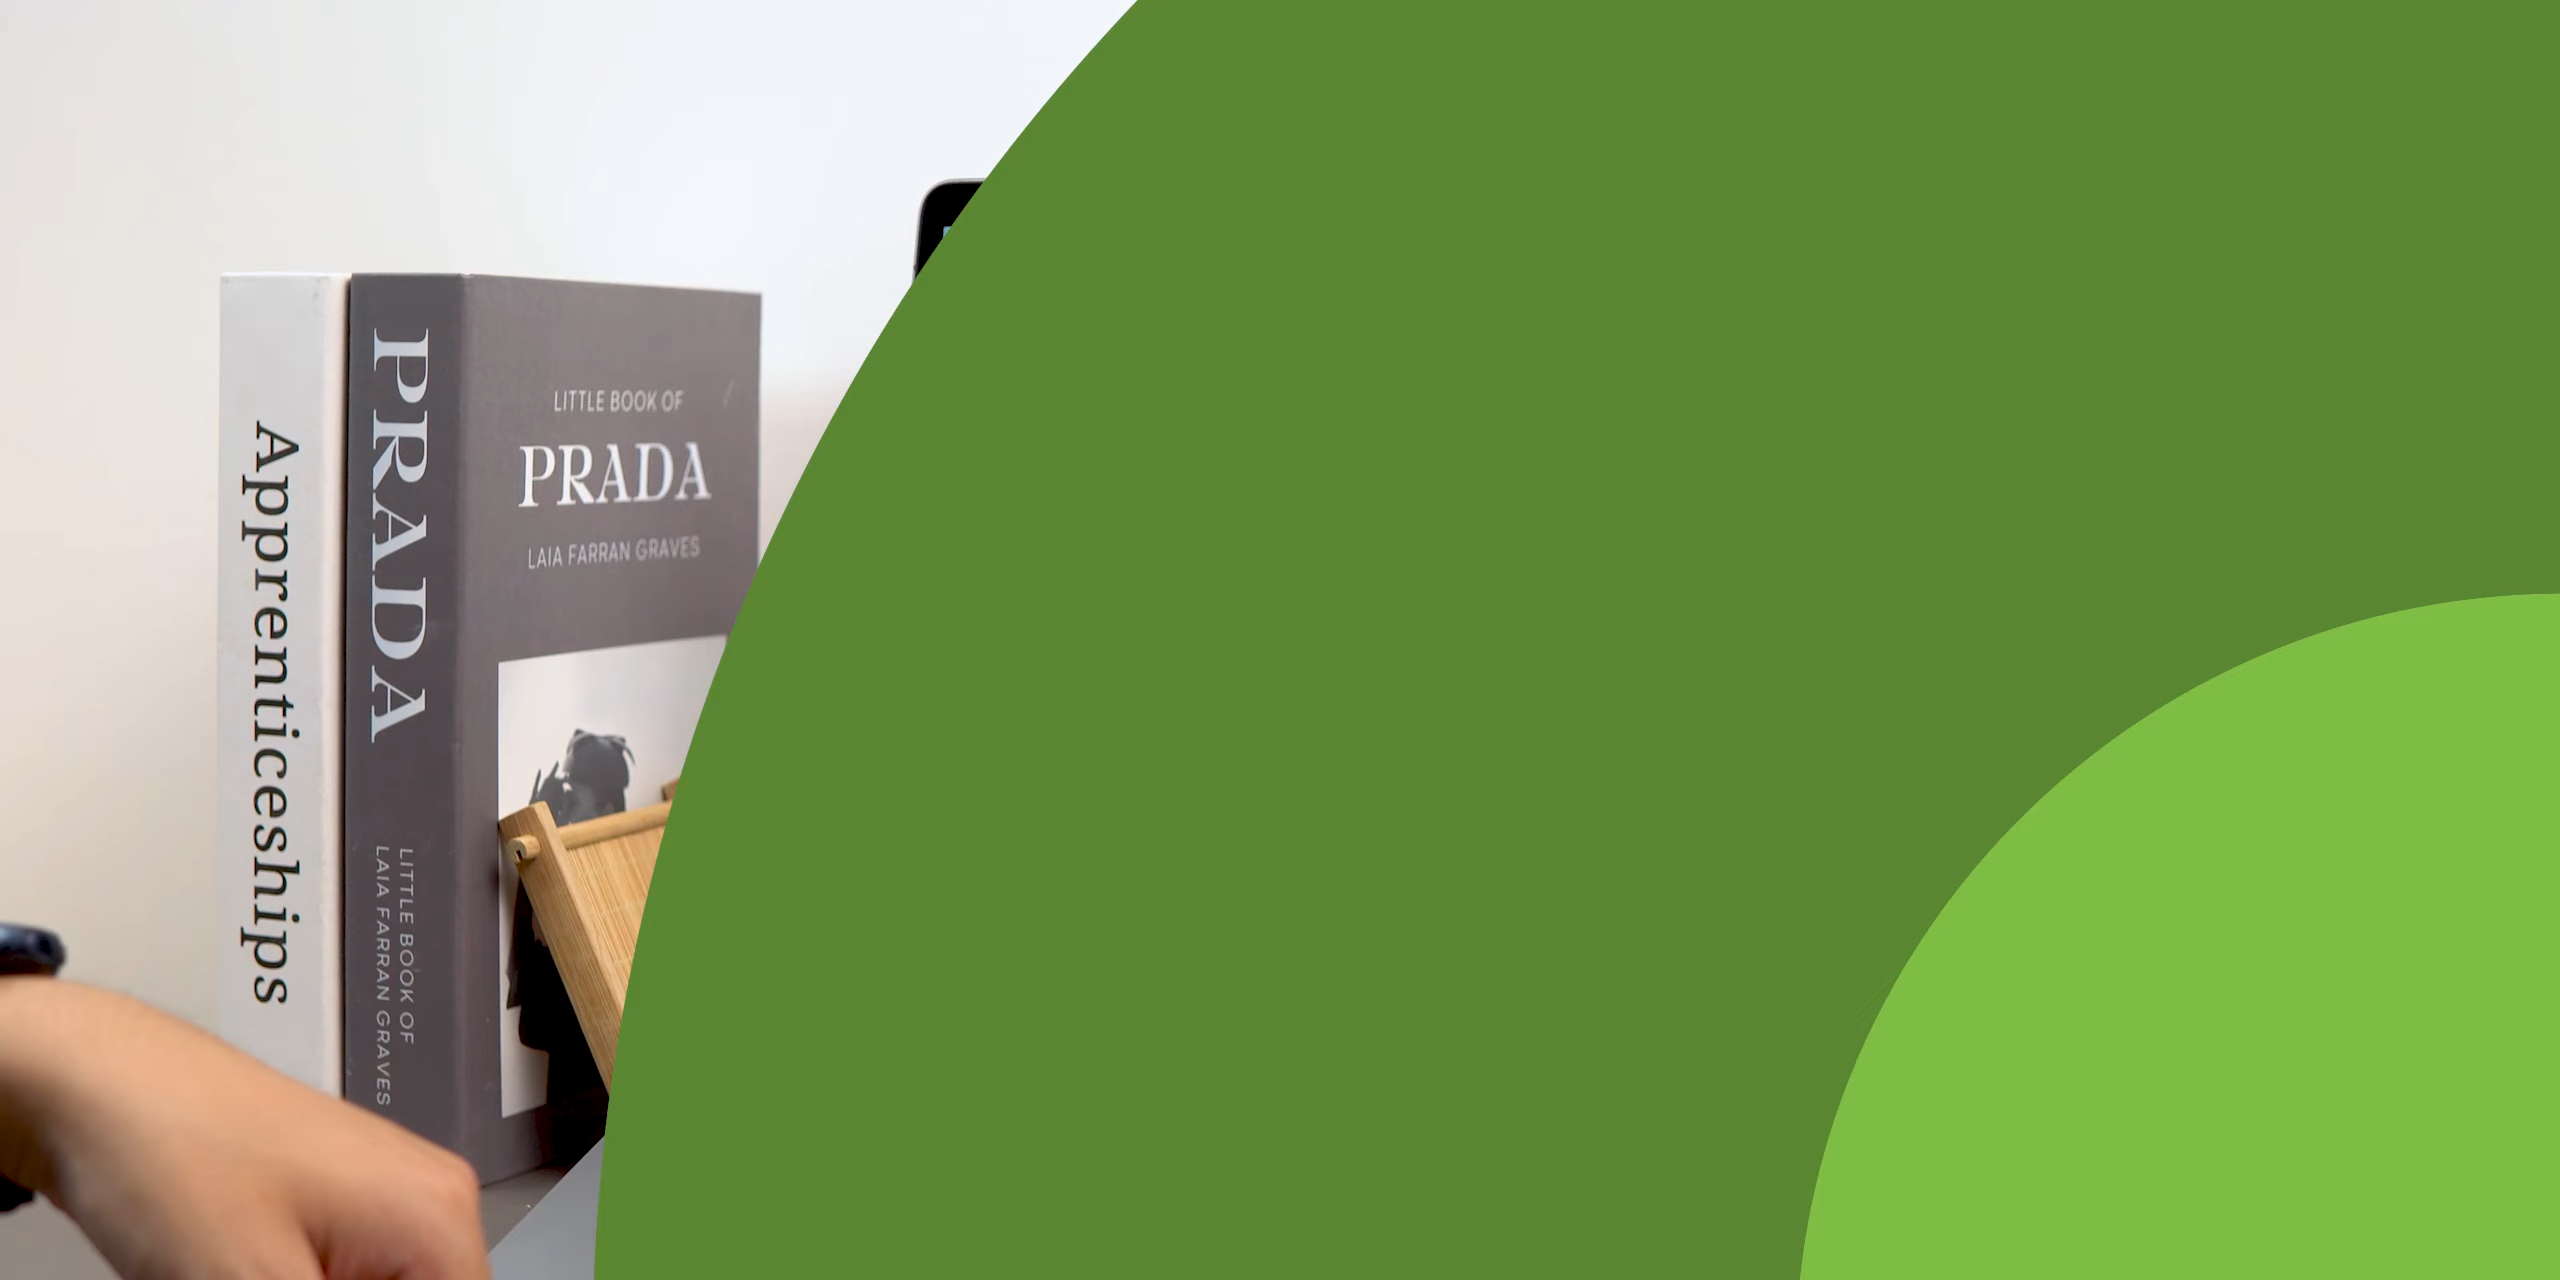 Apprenticeships
PRADA
LITTLE BOOK OF
LAIA FARRAN GRAVES
LITTLE BOOK OF
PRADA
LAIA FARRAN GRAVES